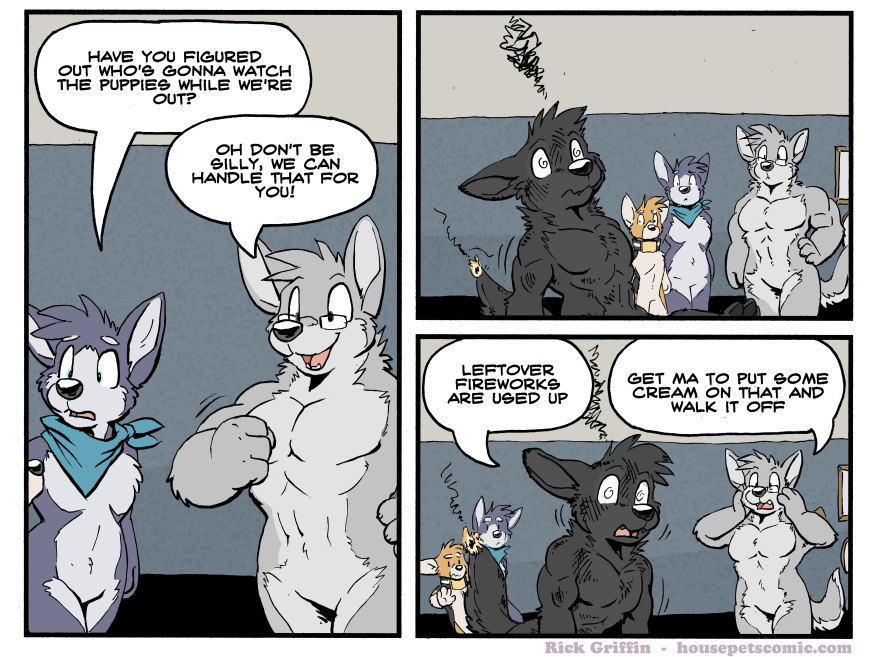 HAVE YOU FIGURED
OUT WHO'S GONNA WATCH
THE PUPPIES WHILE WE'RE
OUT?
OH DON'T BE
SILLY, WE CAN
HANDLE THAT FOR
YOU!
LEFTOVER
FIREWORKS
ARE USED UP
GET MA TO PUT SOME
CREAM ON THAT AND
WALK IT OFF
Rick Griffin - housepetscomic.com